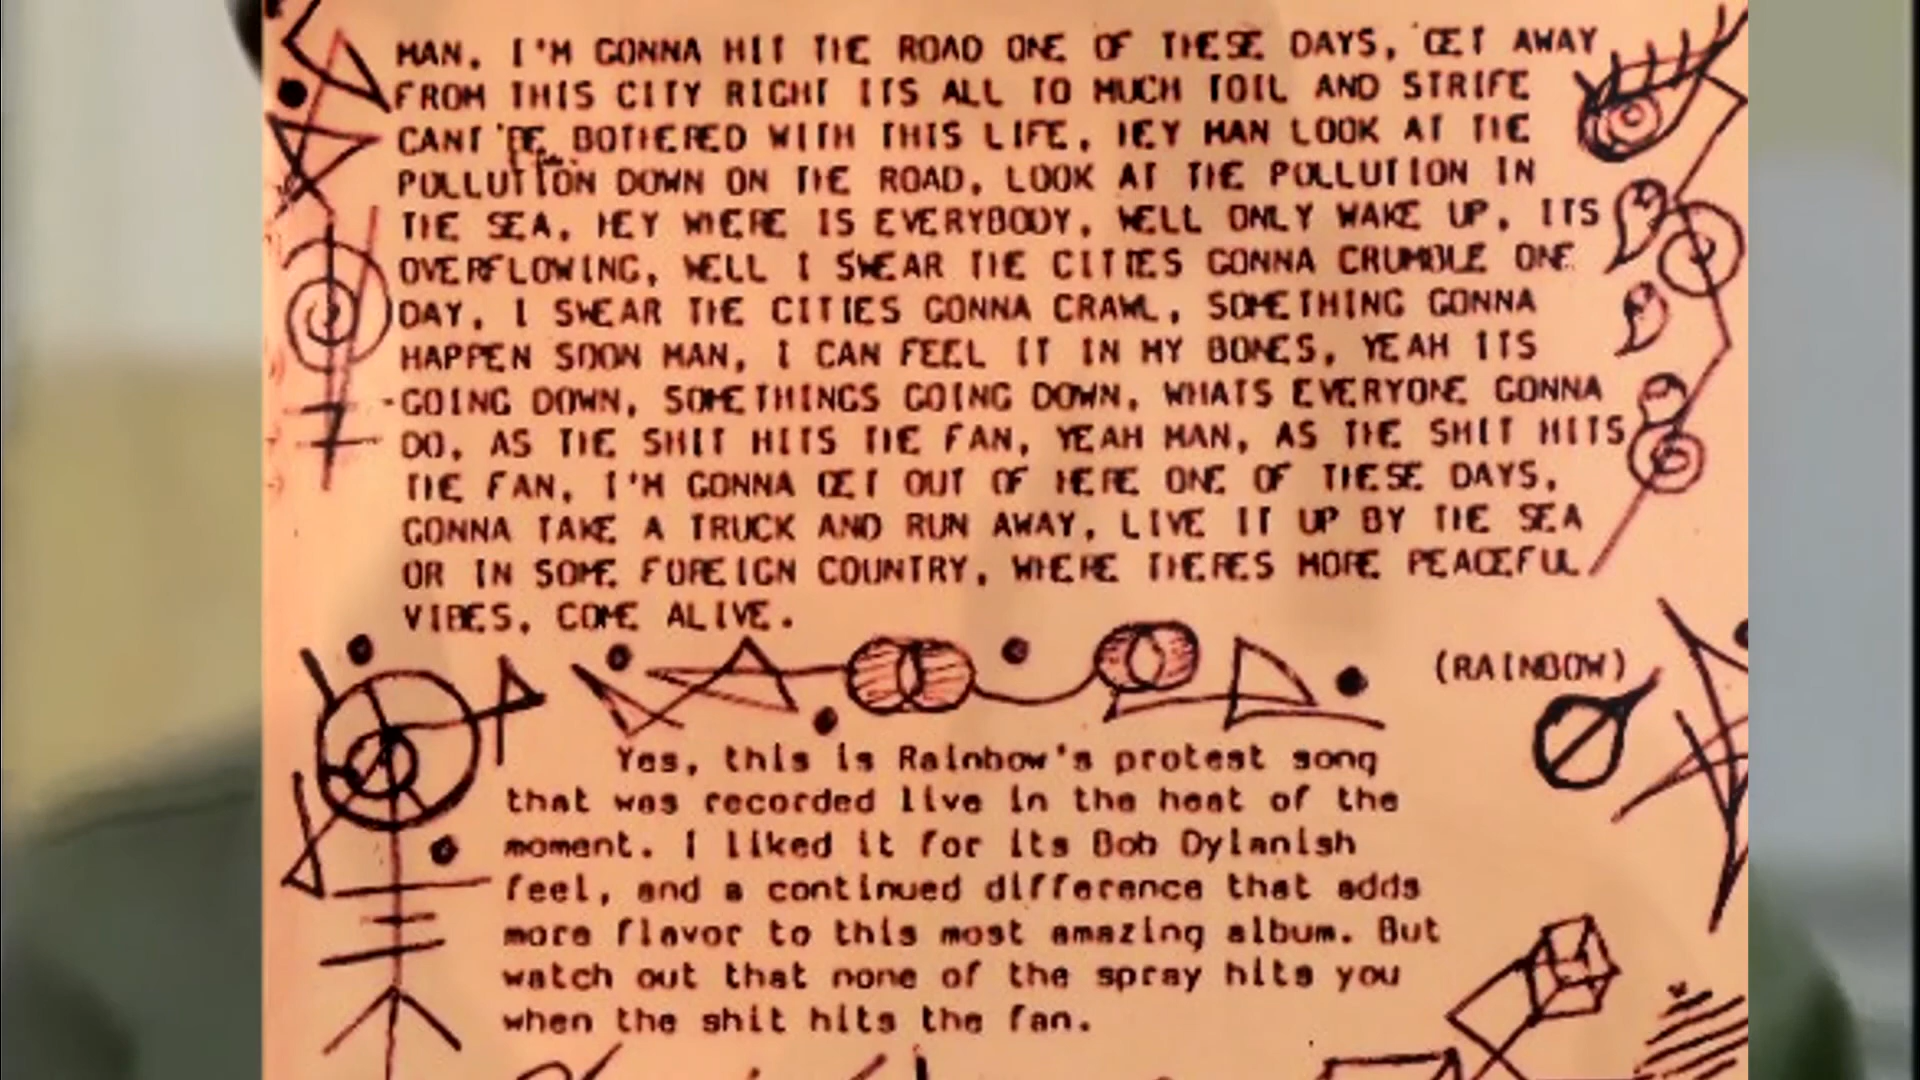 MAN, I'M GONNA HIT THE ROAD ONE OF THESE DAYS, GET AWAY
FROM THIS CITY RIGHT ITS ALL TO MUCH TOIL AND STRIFE
CANT BE BOTHERED WITH THIS LIFE, HEY MAN LOOK AT THE
POLLUTION DOWN ON THE ROAD, LOOK AT THE POLLUTION IN
THE SEA, HEY WHERE IS EVERYBODY, WELL ONLY WAKE UP, ITS
OVERFLOWING, WELL I SWEAR THE CITIES GONNA CRUMBLE ONE
DAY, I SWEAR THE CITIES GONNA CRAWL, SOMETHING GONNA
HAPPEN SOON MAN, I CAN FEEL IT IN MY BONES, YEAH ITS
GOING DOWN, SOMETHINGS GOING DOWN, WHATS EVERYONE GONNA
DO, AS THE SHIT HITS THE FAN, YEAH MAN, AS THE SHIT HITS
THE FAN, I'M GONNA GET OUT OF HERE ONE OF THESE DAYS,
GONNA TAKE A TRUCK AND RUN AWAY, LIVE IT UP BY THE SEA
OR IN SOME FOREIGN COUNTRY, WHERE THERES MORE PEACEFUL
VIBES, COME ALIVE.
(RAINBOW)
Yes, this is Rainbow's protest song
that was recorded live in the heat of the
moment. I liked it for its Bob Dylanish
feel, and a continued difference that adds
more flavor to this most amazing album. But
watch out that none of the spray hits you
when the shit hits the fan.